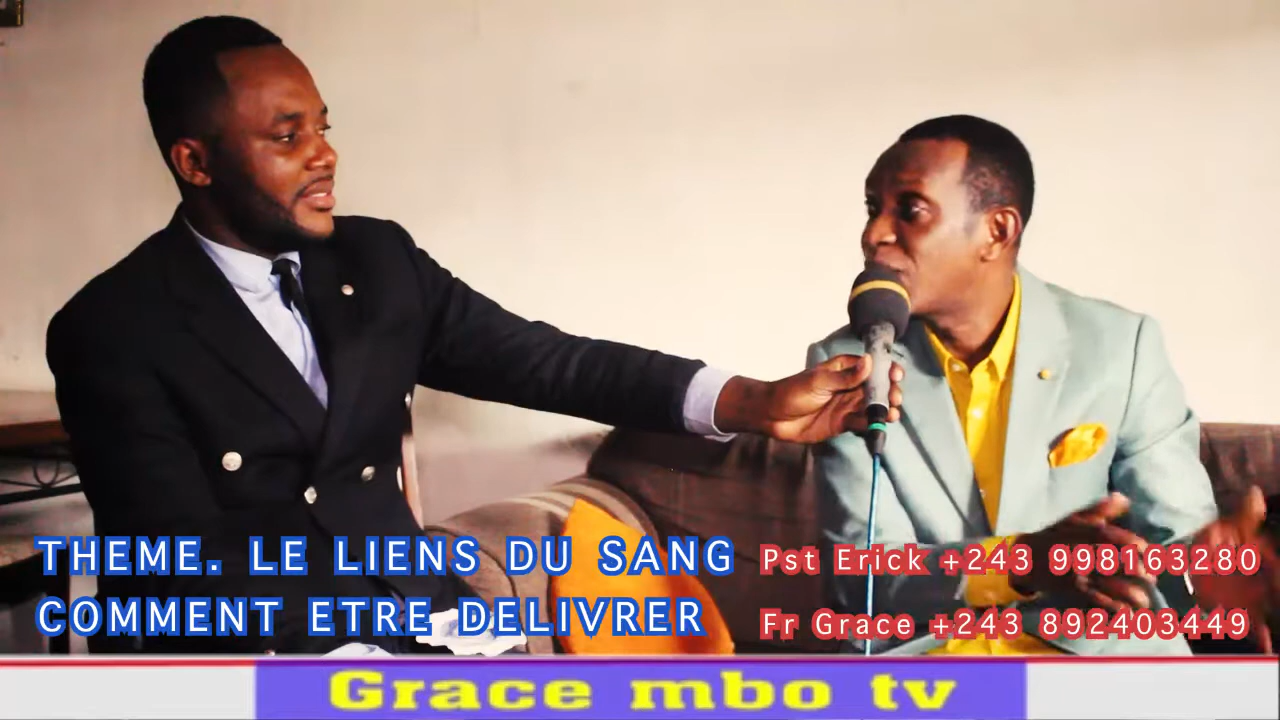 THEME. LE LIENS DU SANG
COMMENT ETRE DELIVRER
Pst Erick +243 998163280
Fr Grace +243 892403449
Grace mbo tv